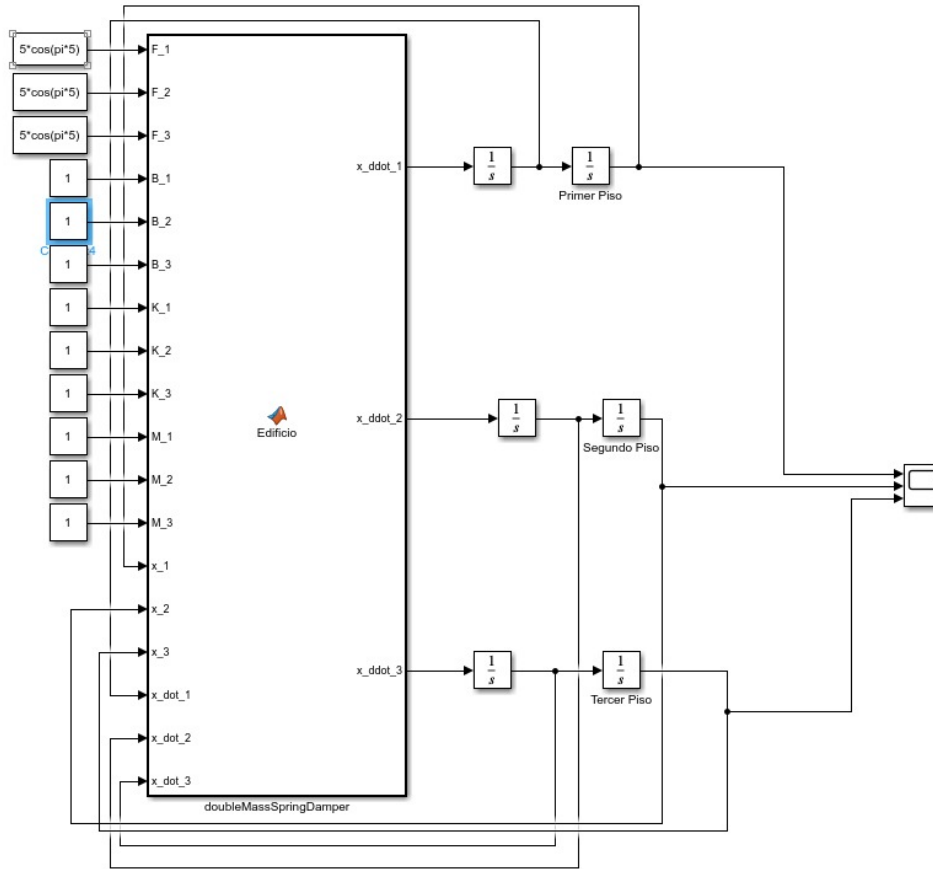 5*cos(pi*5)
F_1
5*cos(pi*5)
F_2
5*cos(pi*5)
F_3
1
B_1
x_ddot_1
1
s
1
s
Primer Piso
1
B_2
1
B_3
1
K_1
1
K_2
1
K_3
Edificio
x_ddot_2
1
s
1
s
Segundo Piso
1
M_1
1
M_2
1
M_3
x_1
x_2
x_3
x_ddot_3
1
s
1
s
Tercer Piso
x_dot_1
x_dot_2
x_dot_3
doubleMassSpringDamper